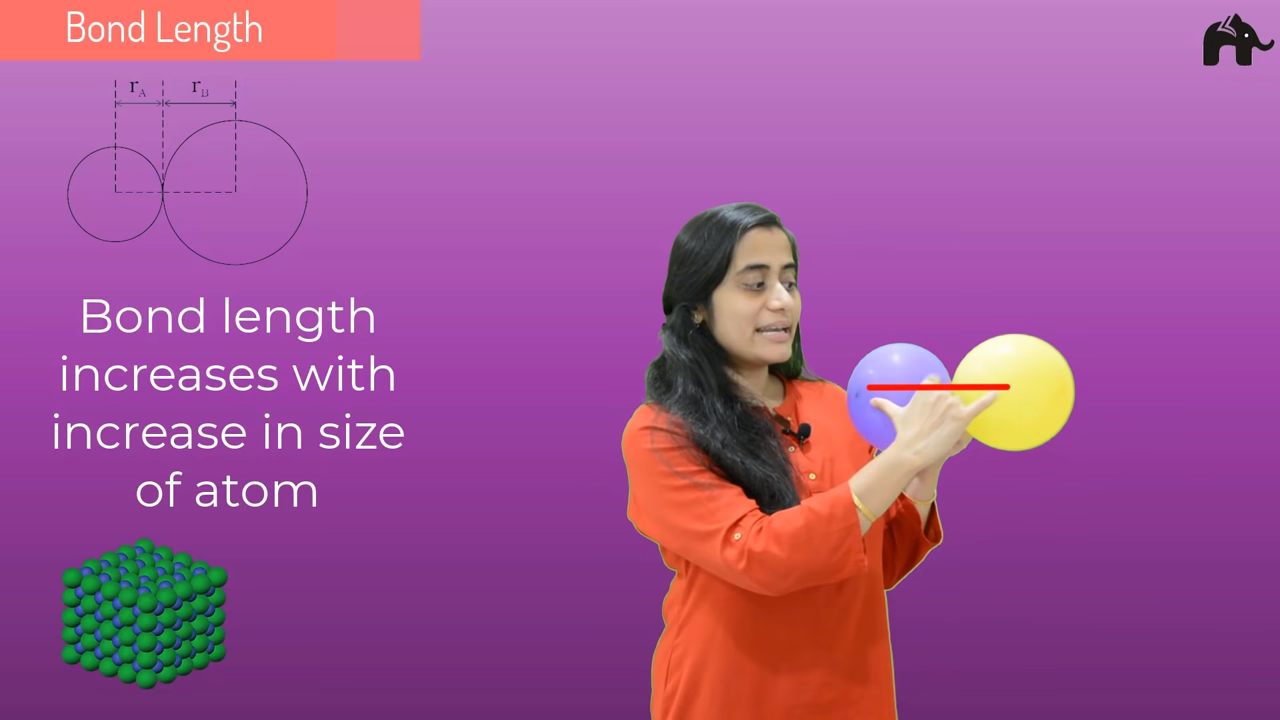 Bond Length
rA rB
Bond length
increases with
increase in size
of atom